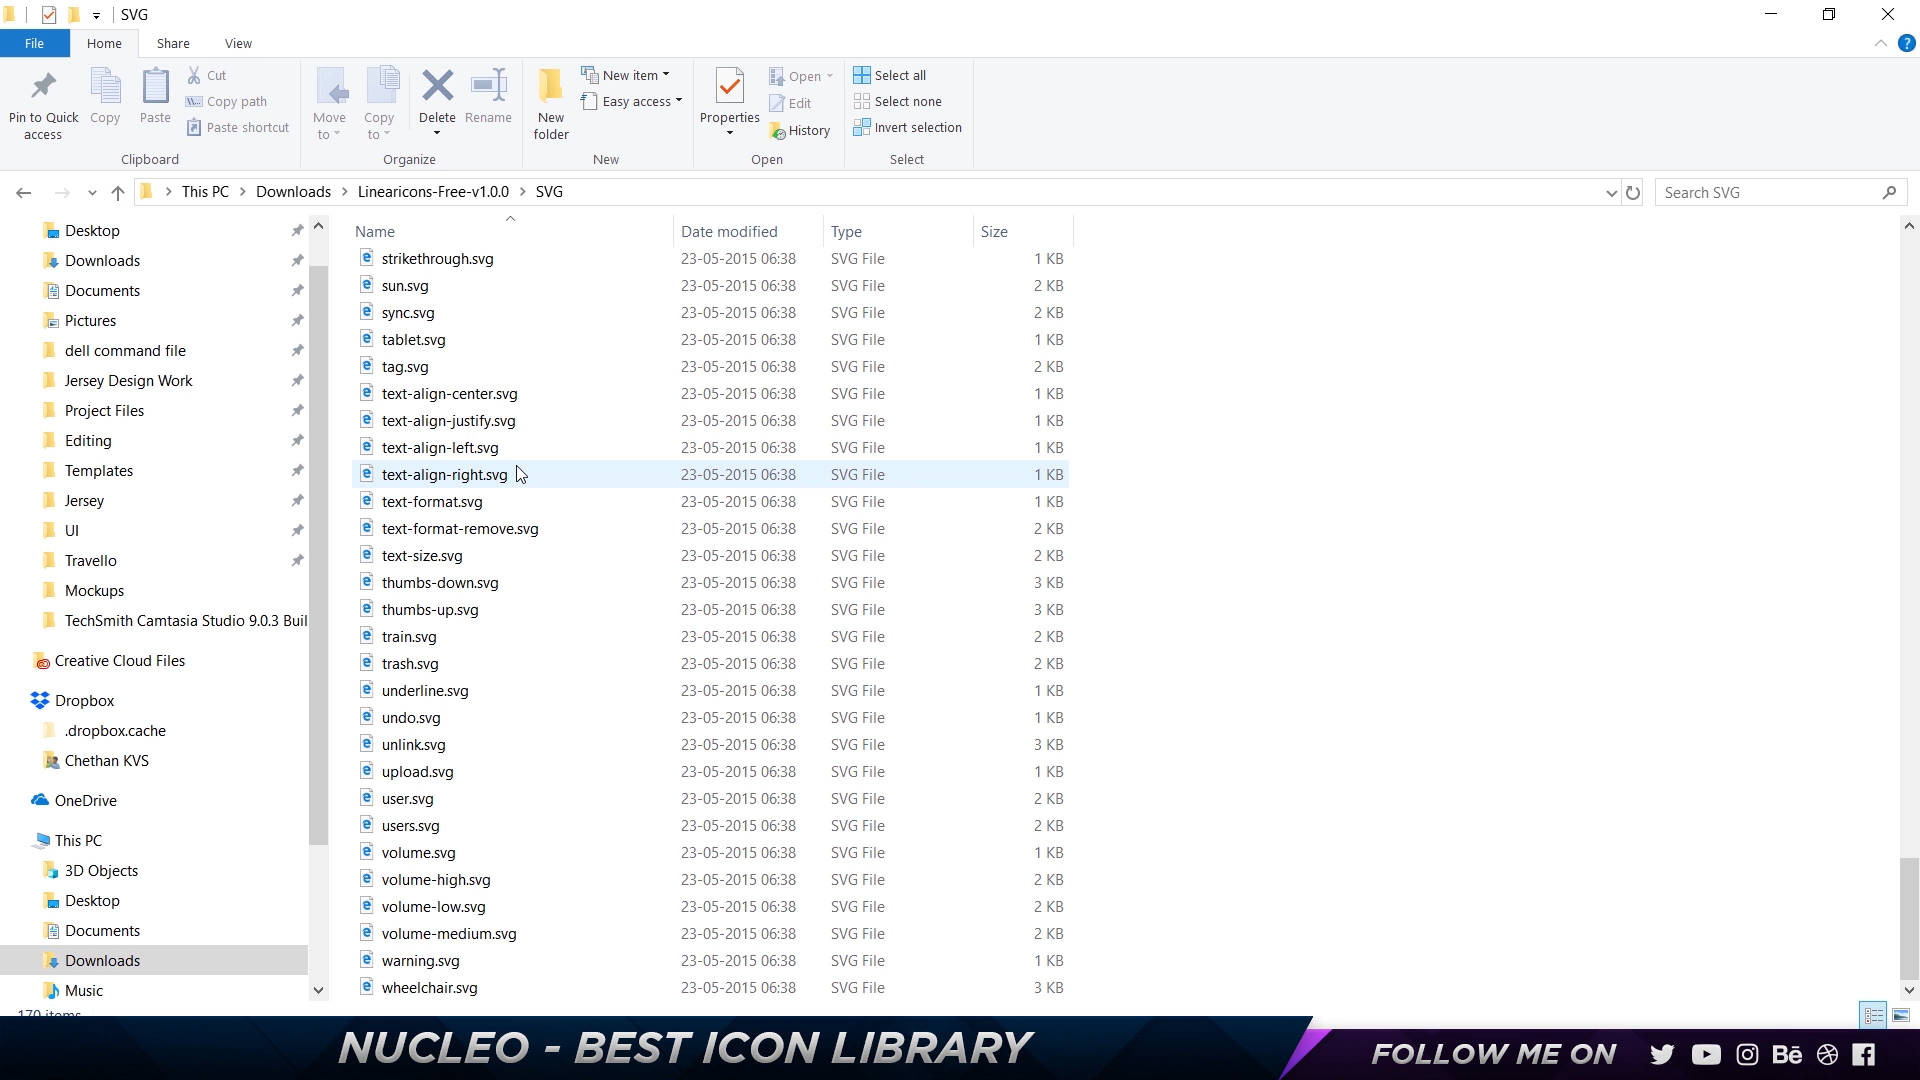 SVG
File Home Share View
Pin to Quick access
Copy
Paste
Cut
Copy path
Paste shortcut
Clipboard
Move to
Copy to
Delete
Rename
Organize
New folder
New item
Easy access
New
Properties
Open
Edit
History
Open
Select all
Select none
Invert selection
Select
This PC > Downloads > Linearicons-Free-v1.0.0 > SVG
Search SVG
Desktop
Downloads
Documents
Pictures
dell command file
Jersey Design Work
Project Files
Editing
Templates
Jersey
UI
Travello
Mockups
TechSmith Camtasia Studio 9.0.3 Buil
Creative Cloud Files
Dropbox
.dropbox.cache
Chethan KVS
OneDrive
This PC
3D Objects
Desktop
Documents
Downloads
Music
170 items
Name Date modified Type Size
strikethrough.svg 23-05-2015 06:38 SVG File 1 KB
sun.svg 23-05-2015 06:38 SVG File 2 KB
sync.svg 23-05-2015 06:38 SVG File 2 KB
tablet.svg 23-05-2015 06:38 SVG File 1 KB
tag.svg 23-05-2015 06:38 SVG File 2 KB
text-align-center.svg 23-05-2015 06:38 SVG File 1 KB
text-align-justify.svg 23-05-2015 06:38 SVG File 1 KB
text-align-left.svg 23-05-2015 06:38 SVG File 1 KB
text-align-right.svg 23-05-2015 06:38 SVG File 1 KB
text-format.svg 23-05-2015 06:38 SVG File 1 KB
text-format-remove.svg 23-05-2015 06:38 SVG File 2 KB
text-size.svg 23-05-2015 06:38 SVG File 2 KB
thumbs-down.svg 23-05-2015 06:38 SVG File 3 KB
thumbs-up.svg 23-05-2015 06:38 SVG File 3 KB
train.svg 23-05-2015 06:38 SVG File 2 KB
trash.svg 23-05-2015 06:38 SVG File 2 KB
underline.svg 23-05-2015 06:38 SVG File 1 KB
undo.svg 23-05-2015 06:38 SVG File 1 KB
unlink.svg 23-05-2015 06:38 SVG File 3 KB
upload.svg 23-05-2015 06:38 SVG File 1 KB
user.svg 23-05-2015 06:38 SVG File 2 KB
users.svg 23-05-2015 06:38 SVG File 2 KB
volume.svg 23-05-2015 06:38 SVG File 1 KB
volume-high.svg 23-05-2015 06:38 SVG File 2 KB
volume-low.svg 23-05-2015 06:38 SVG File 2 KB
volume-medium.svg 23-05-2015 06:38 SVG File 2 KB
warning.svg 23-05-2015 06:38 SVG File 1 KB
wheelchair.svg 23-05-2015 06:38 SVG File 3 KB
NUCLEO - BEST ICON LIBRARY
FOLLOW ME ON